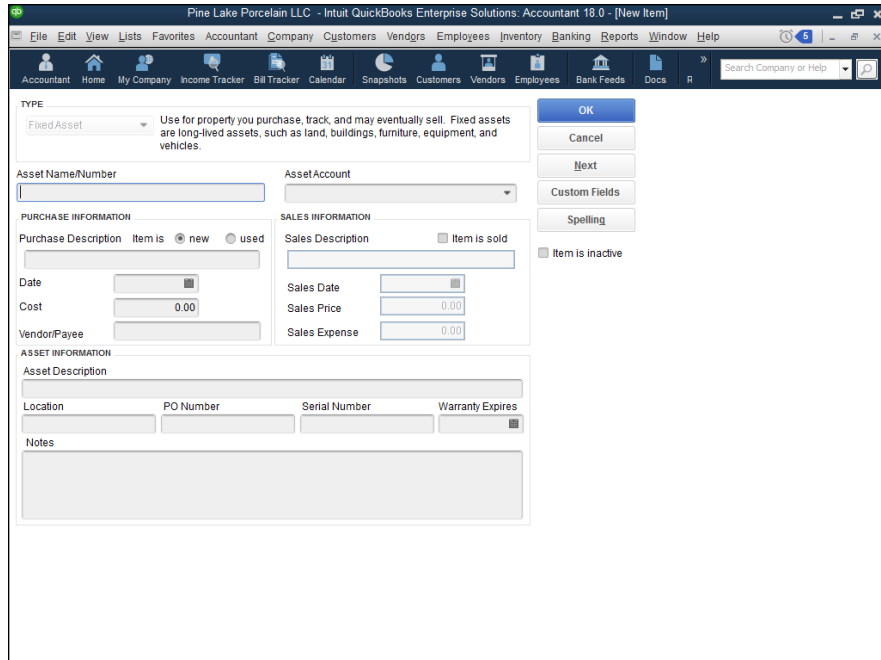 Pine Lake Porcelain LLC - Intuit QuickBooks Enterprise Solutions: Accountant 18.0 - [New Item]
File Edit View Lists Favorites Accountant Company Customers Vendors Employees Inventory Banking Reports Window Help 5
Accountant Home My Company Income Tracker Bill Tracker Calendar Snapshots Customers Vendors Employees Bank Feeds Docs R » Search Company or Help
TYPE
Fixed Asset
Use for property you purchase, track, and may eventually sell. Fixed assets
are long-lived assets, such as land, buildings, furniture, equipment, and
vehicles.
OK
Cancel
Next
Custom Fields
Spelling
Item is inactive
Asset Name/Number
Asset Account
PURCHASE INFORMATION
Purchase Description Item is new used
Date
Cost 0.00
Vendor/Payee
SALES INFORMATION
Sales Description Item is sold
Sales Date
Sales Price 0.00
Sales Expense 0.00
ASSET INFORMATION
Asset Description
Location PO Number Serial Number Warranty Expires
Notes